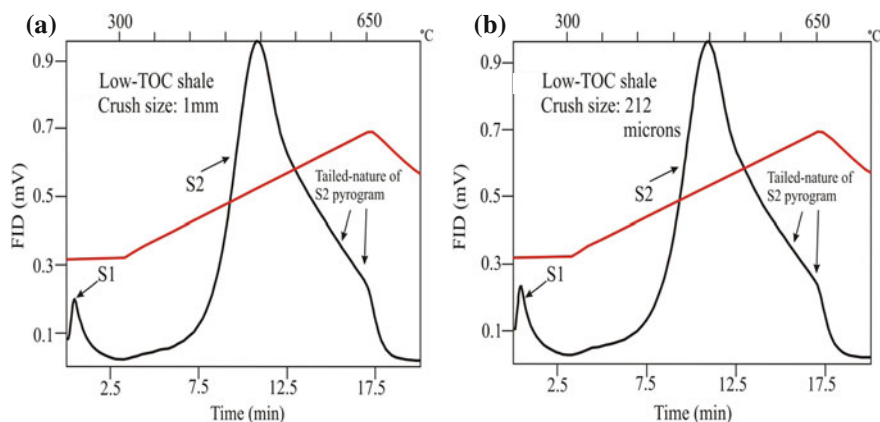 (a)
300
650
°C
0.9
0.7
0.5
0.3
0.1
FID (mV)
Low-TOC shale
Crush size: 1mm
S2
Tailed-nature of
S2 pyrogram
S1
2.5
7.5
12.5
17.5
Time (min)
(b)
300
650
°C
0.9
0.7
0.5
0.3
0.1
FID (mV)
Low-TOC shale
Crush size: 212
microns
S2
Tailed-nature of
S2 pyrogram
S1
2.5
7.5
12.5
17.5
Time (min)